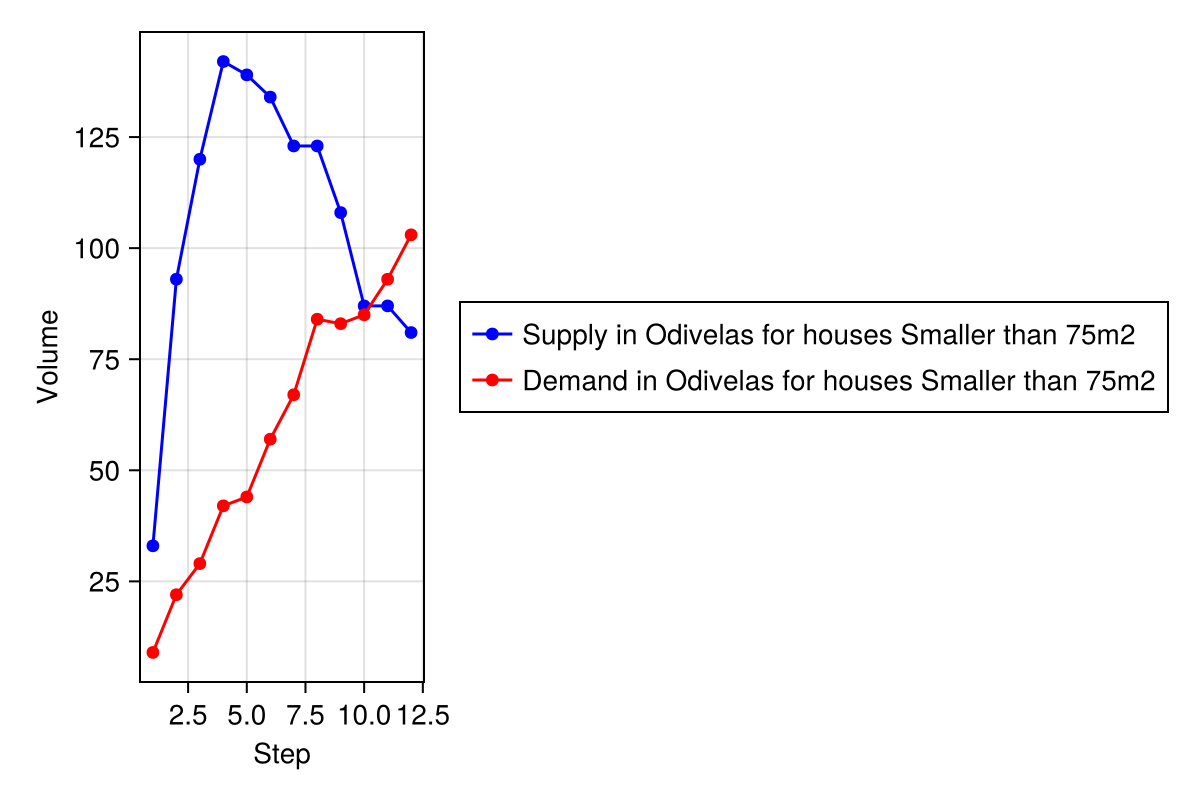 Volume
125
100
75
50
25
2.5 5.0 7.5 10.0 12.5
Step
Supply in Odivelas for houses Smaller than 75m2
Demand in Odivelas for houses Smaller than 75m2